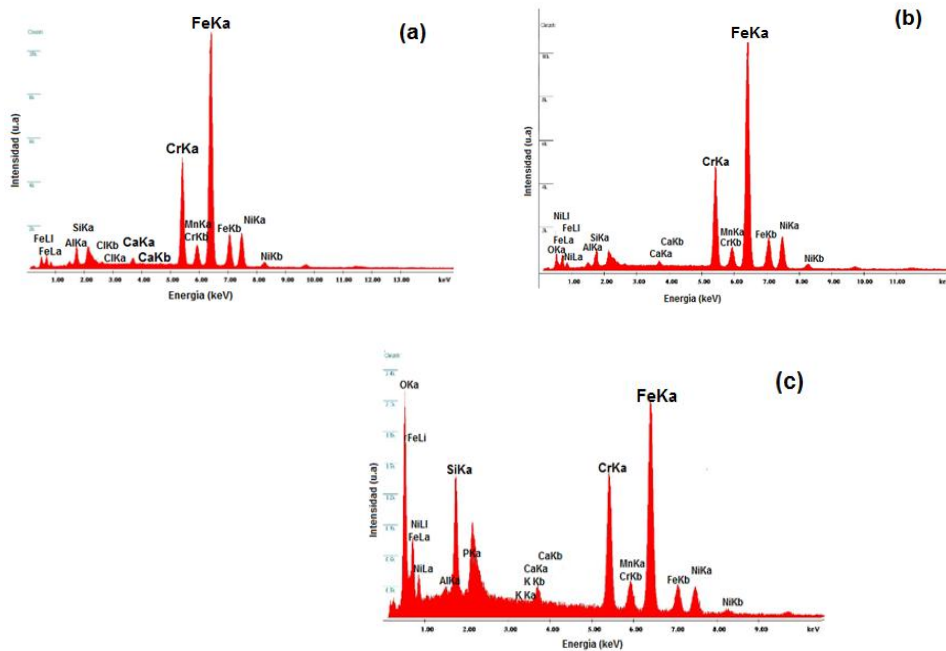 (a)
FeKa
CrKa
SiKa
FeLl
AlKa
FeLa
ClKb
ClKa
CaKa
CaKb
MnKa
CrKb
FeKb
NiKa
NiKb
Intensidad (u.a)
1.00 2.00 3.00 4.00 5.00 6.00 7.00 8.00 9.00 10.00 11.00 12.00 13.00
Energia (keV)
(b)
FeKa
CrKa
NiLl
FeLl
FeLa
SiKa
OKa
AlKa
NiLa
CaKb
CaKa
MnKa
CrKb
FeKb
NiKa
NiKb
Intensidad (u.a)
1.00 2.00 3.00 4.00 5.00 6.00 7.00 8.00 9.00 10.00 11.00
Energia (keV)
(c)
OKa
FeKa
FeLi
SiKa
CrKa
NiLl
FeLa
NiLa
AlKa
PKa
CaKb
CaKa
K Kb
K Ka
MnKa
CrKb
FeKb
NiKa
NiKb
Intensidad (u.a)
1.00 2.00 3.00 4.00 5.00 6.00 7.00 8.00 9.00 keV
Energia (keV)